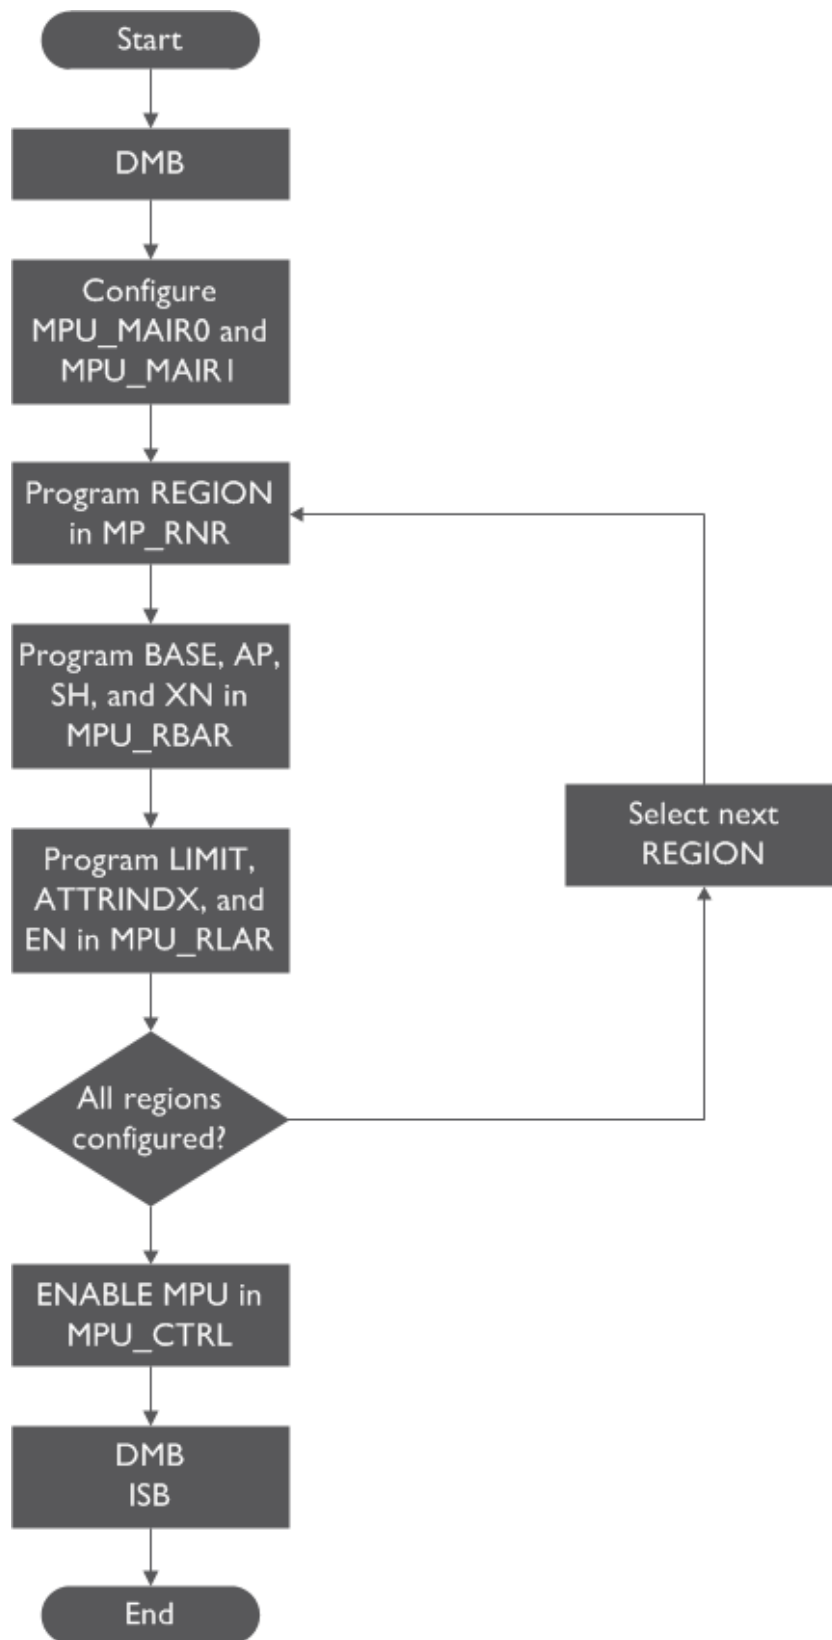 Start
DMB
Configure
MPU_MAIR0 and
MPU_MAIR1
Program REGION
in MP_RNR
Program BASE, AP,
SH, and XN in
MPU_RBAR
Program LIMIT,
ATTRINDX, and
EN in MPU_RLAR
All regions
configured?
Select next
REGION
ENABLE MPU in
MPU_CTRL
DMB
ISB
End